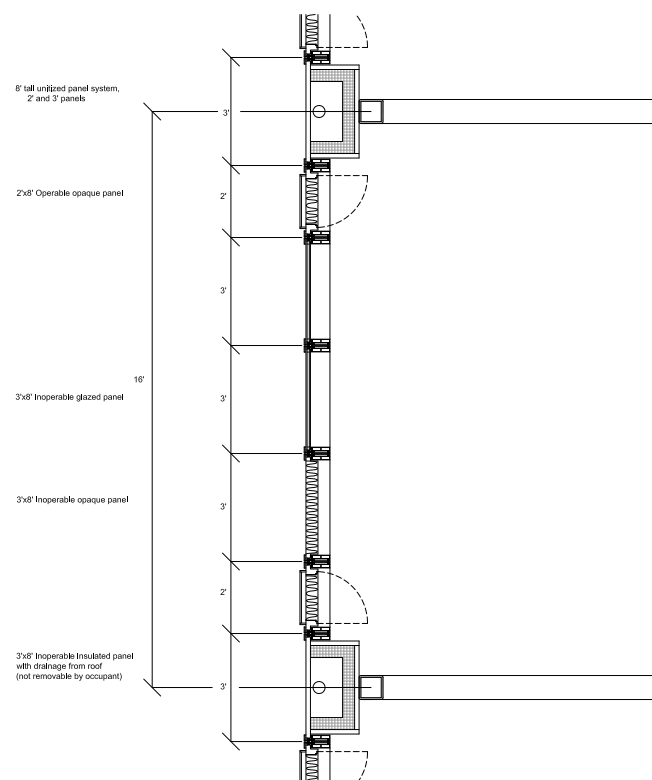 8' tall unitized panel system,
2' and 3' panels
3'
2'x8' Operable opaque panel
2'
3'
16'
3'x8' Inoperable glazed panel
3'
3'x8' Inoperable opaque panel
3'
2'
3'x8' Inoperable Insulated panel
with drainage from roof
(not removable by occupant)
3'